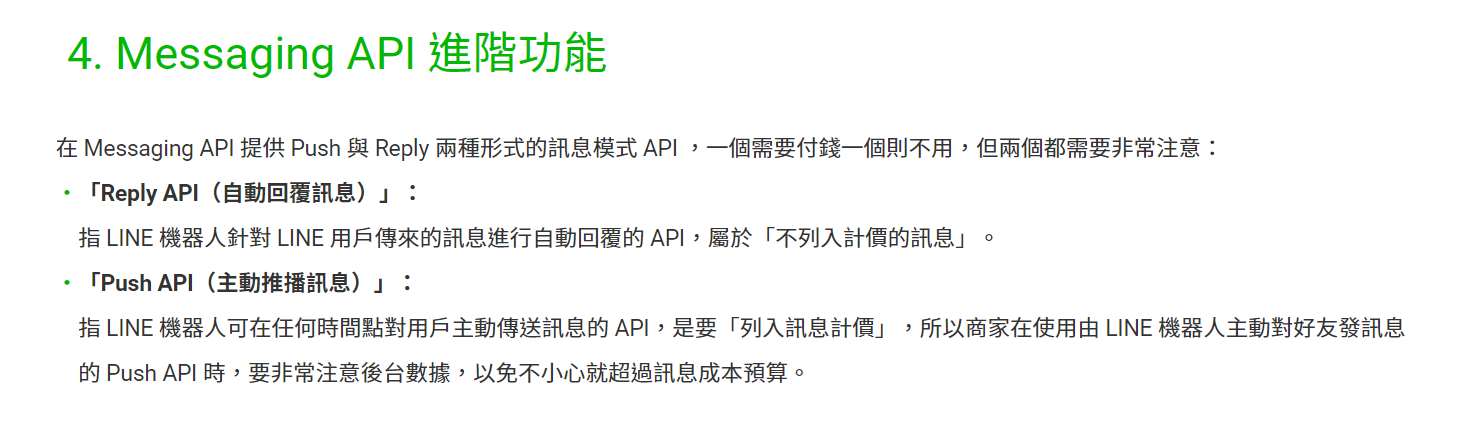 4. Messaging API 進階功能
在 Messaging API 提供 Push 與 Reply 兩種形式的訊息模式 API ，一個需要付錢一個則不用，但兩個都需要非常注意：
・「Reply API（自動回覆訊息）」：
指 LINE 機器人針對 LINE 用戶傳來的訊息進行自動回覆的 API，屬於「不列入計價的訊息」。
・「Push API（主動推播訊息）」：
指 LINE 機器人可在任何時間點對用戶主動傳送訊息的 API，是要「列入訊息計價」，所以商家在使用由 LINE 機器人主動對好友發訊息
的 Push API 時，要非常注意後台數據，以免不小心就超過訊息成本預算。